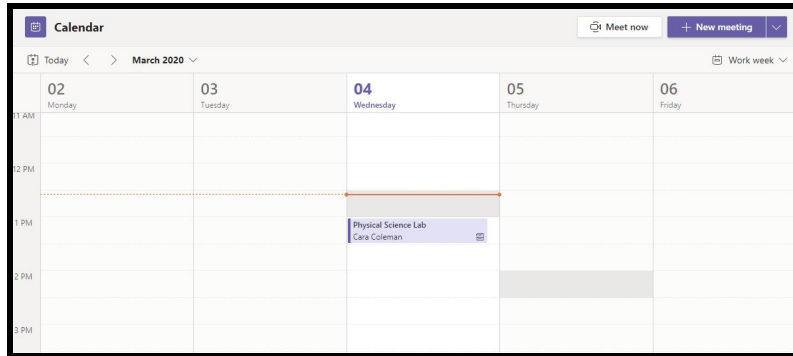 Calendar
Meet now
+ New meeting
Today < > March 2020
Work week
02 03 04 05 06
Monday Tuesday Wednesday Thursday Friday
11 AM
12 PM
1 PM
Physical Science Lab
Cara Coleman
2 PM
3 PM